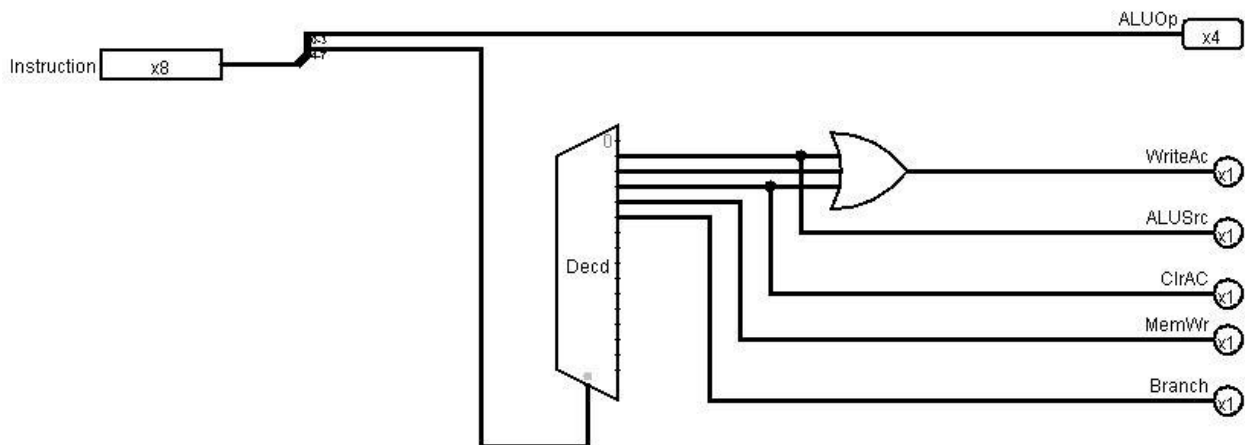 ALUOp
x4
0-3
4-7
Instruction
x8
0
WriteAc
x1
ALUSrc
x1
Decd
ClrAC
x1
MemWr
x1
Branch
x1